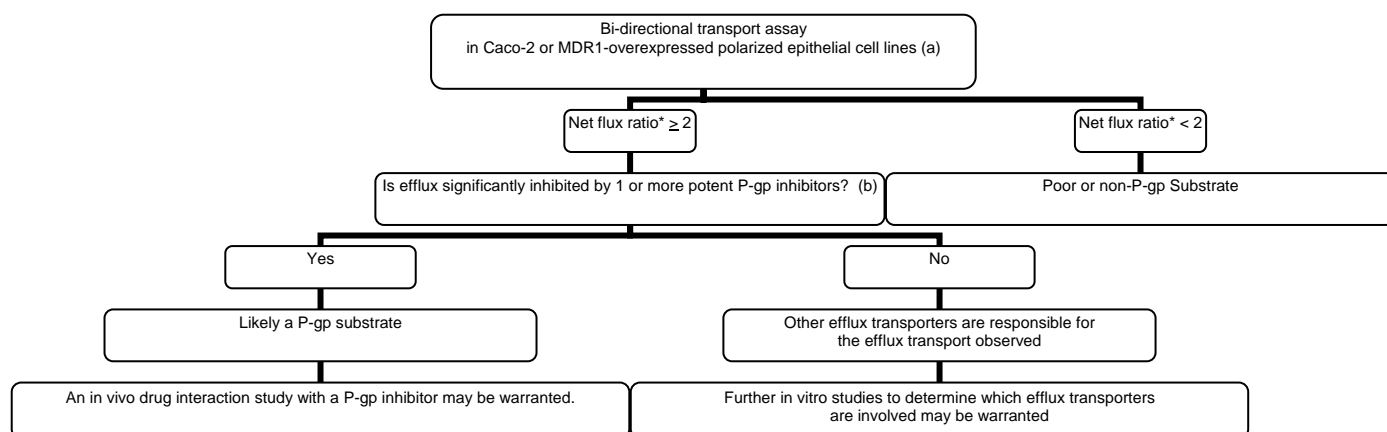 Bi-directional transport assay
in Caco-2 or MDR1-overexpressed polarized epithelial cell lines (a)
Net flux ratio* ≥ 2
Net flux ratio* < 2
Is efflux significantly inhibited by 1 or more potent P-gp inhibitors? (b)
Poor or non-P-gp Substrate
Yes
No
Likely a P-gp substrate
Other efflux transporters are responsible for
the efflux transport observed
An in vivo drug interaction study with a P-gp inhibitor may be warranted.
Further in vitro studies to determine which efflux transporters
are involved may be warranted